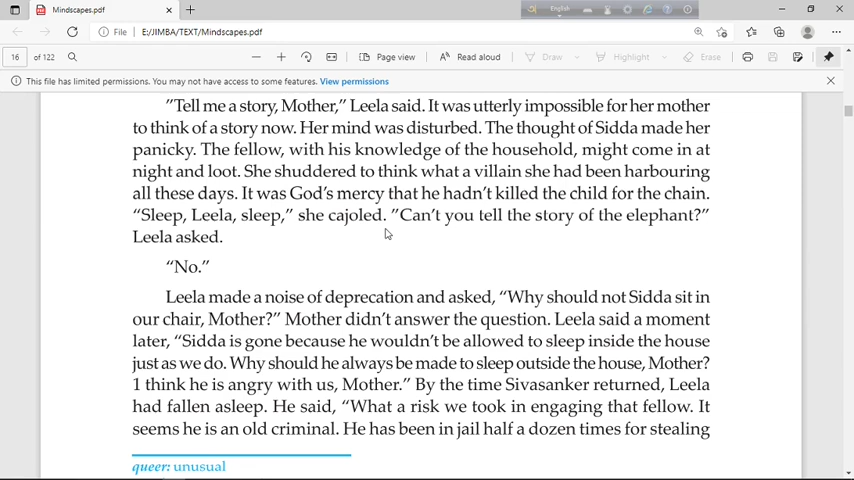 Mindscapes.pdf
English
File
E:/JIMBA/TEXT/Mindscapes.pdf
16 of 122
Page view
Read aloud
Draw
Highlight
Erase
This file has limited permissions. You may not have access to some features. View permissions
"Tell me a story, Mother," Leela said. It was utterly impossible for her mother
to think of a story now. Her mind was disturbed. The thought of Sidda made her
panicky. The fellow, with his knowledge of the household, might come in at
night and loot. She shuddered to think what a villain she had been harbouring
all these days. It was God's mercy that he hadn't killed the child for the chain.
"Sleep, Leela, sleep," she cajoled. "Can't you tell the story of the elephant?"
Leela asked.
"No."
Leela made a noise of deprecation and asked, "Why should not Sidda sit in
our chair, Mother?" Mother didn't answer the question. Leela said a moment
later, "Sidda is gone because he wouldn't be allowed to sleep inside the house
just as we do. Why should he always be made to sleep outside the house, Mother?
1 think he is angry with us, Mother." By the time Sivasanker returned, Leela
had fallen asleep. He said, "What a risk we took in engaging that fellow. It
seems he is an old criminal. He has been in jail half a dozen times for stealing
queer: unusual